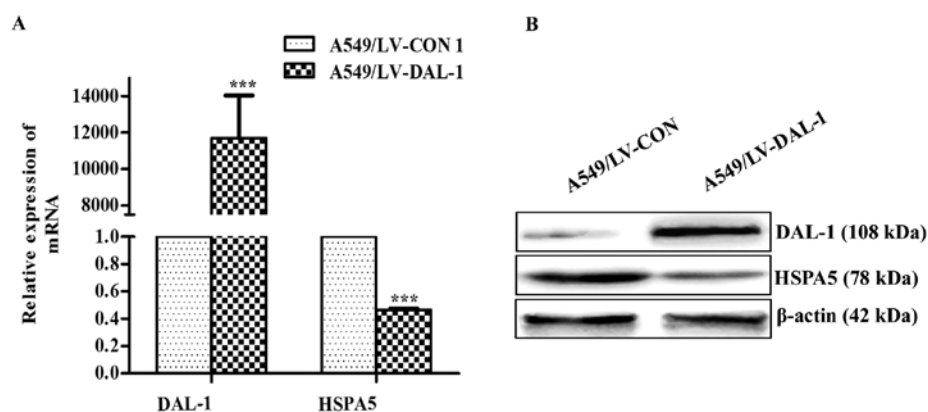 A
A549/LV-CON 1
A549/LV-DAL-1
Relative expression of
mRNA
14000
12000
10000
8000
1.0
0.8
0.6
0.4
0.2
0.0
***
***
DAL-1
HSPA5
B
A549/LV-CON
A549/LV-DAL-1
DAL-1 (108 kDa)
HSPA5 (78 kDa)
β-actin (42 kDa)